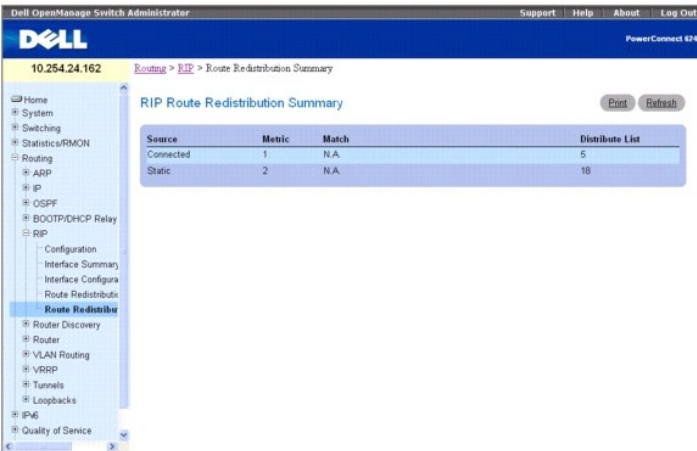 Dell OpenManage Switch Administrator
Support Help About Log Out
DELL
PowerConnect 624
10.254.24.162
Routing > RIP > Route Redistribution Summary
Home
System
Switching
Statistics/RMON
Routing
ARP
IP
OSPF
BOOTP/DHCP Relay
RIP
Configuration
Interface Summary
Interface Configura
Route Redistributio
Route Redistribu
Router Discovery
Router
VLAN Routing
VRRP
Tunnels
Loopbacks
IPv6
Quality of Service
RIP Route Redistribution Summary
Print Refresh
Source Metric Match Distribute List
Connected 1 N.A. 5
Static 2 N.A. 18